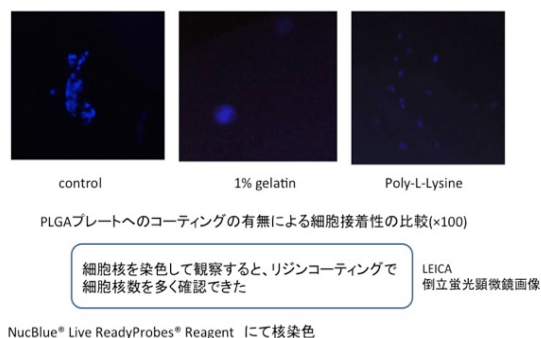 control
1% gelatin
Poly-L-Lysine
PLGAプレートへのコーティングの有無による細胞接着性の比較(×100)
細胞核を染色して観察すると、リジンコーティングで
細胞核数を多く確認できた
LEICA
倒立蛍光顕微鏡画像
NucBlue® Live ReadyProbes® Reagent にて核染色